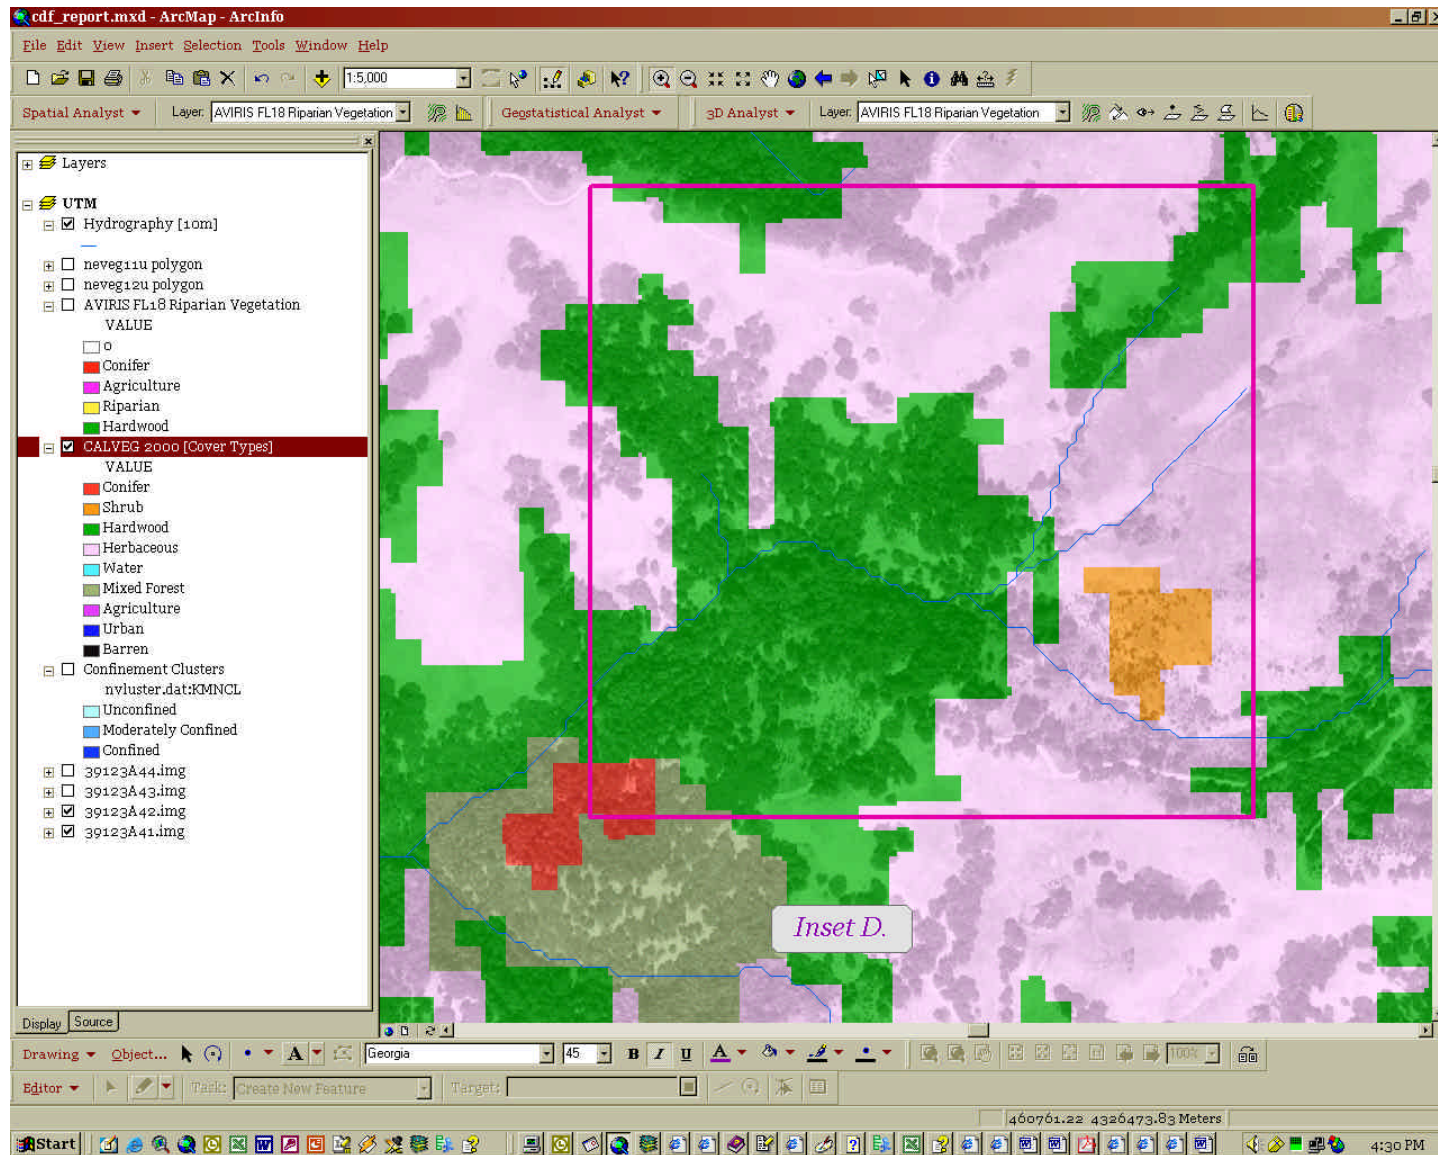 cdf_report.mxd - ArcMap - ArcInfo
File Edit View Insert Selection Tools Window Help
1:5,000
Spatial Analyst Layer: AVIRIS FL18 Riparian Vegetation Geostatistical Analyst 3D Analyst Layer: AVIRIS FL18 Riparian Vegetation
Layers
UTM
Hydrography [10m]
neveg11u polygon
neveg12u polygon
AVIRIS FL18 Riparian Vegetation
VALUE
0
Conifer
Agriculture
Riparian
Hardwood
CALVEG 2000 [Cover Types]
VALUE
Conifer
Shrub
Hardwood
Herbaceous
Water
Mixed Forest
Agriculture
Urban
Barren
Confinement Clusters
nvluster.dat:KMNCL
Unconfined
Moderately Confined
Confined
39123A44.img
39123A43.img
39123A42.img
39123A41.img
Inset D.
Display Source
Drawing Object... A Georgia 45 B I U A 100%
Editor Task: Create New Feature Target:
460761.22 4326473.83 Meters
Start 4:30 PM